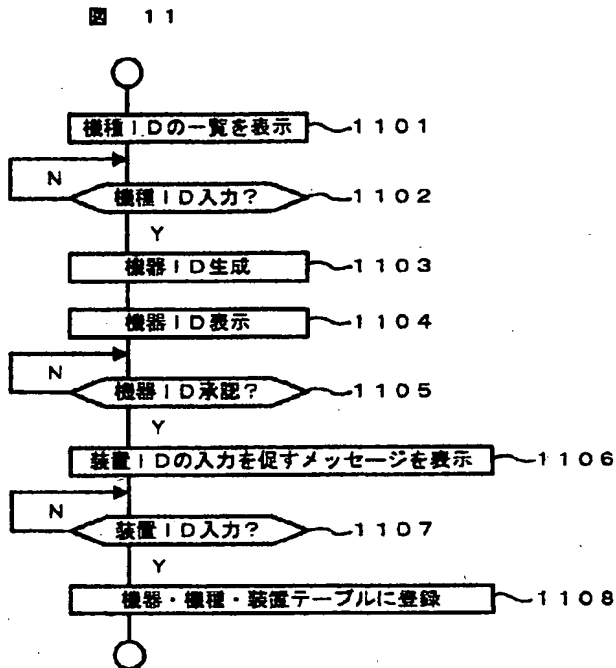 図 11
機種IDの一覧を表示 1101
N
機種ID入力? 1102
Y
機器ID生成 1103
機器ID表示 1104
N
機器ID承認? 1105
Y
装置IDの入力を促すメッセージを表示 1106
N
装置ID入力? 1107
Y
機器・機種・装置テーブルに登録 1108